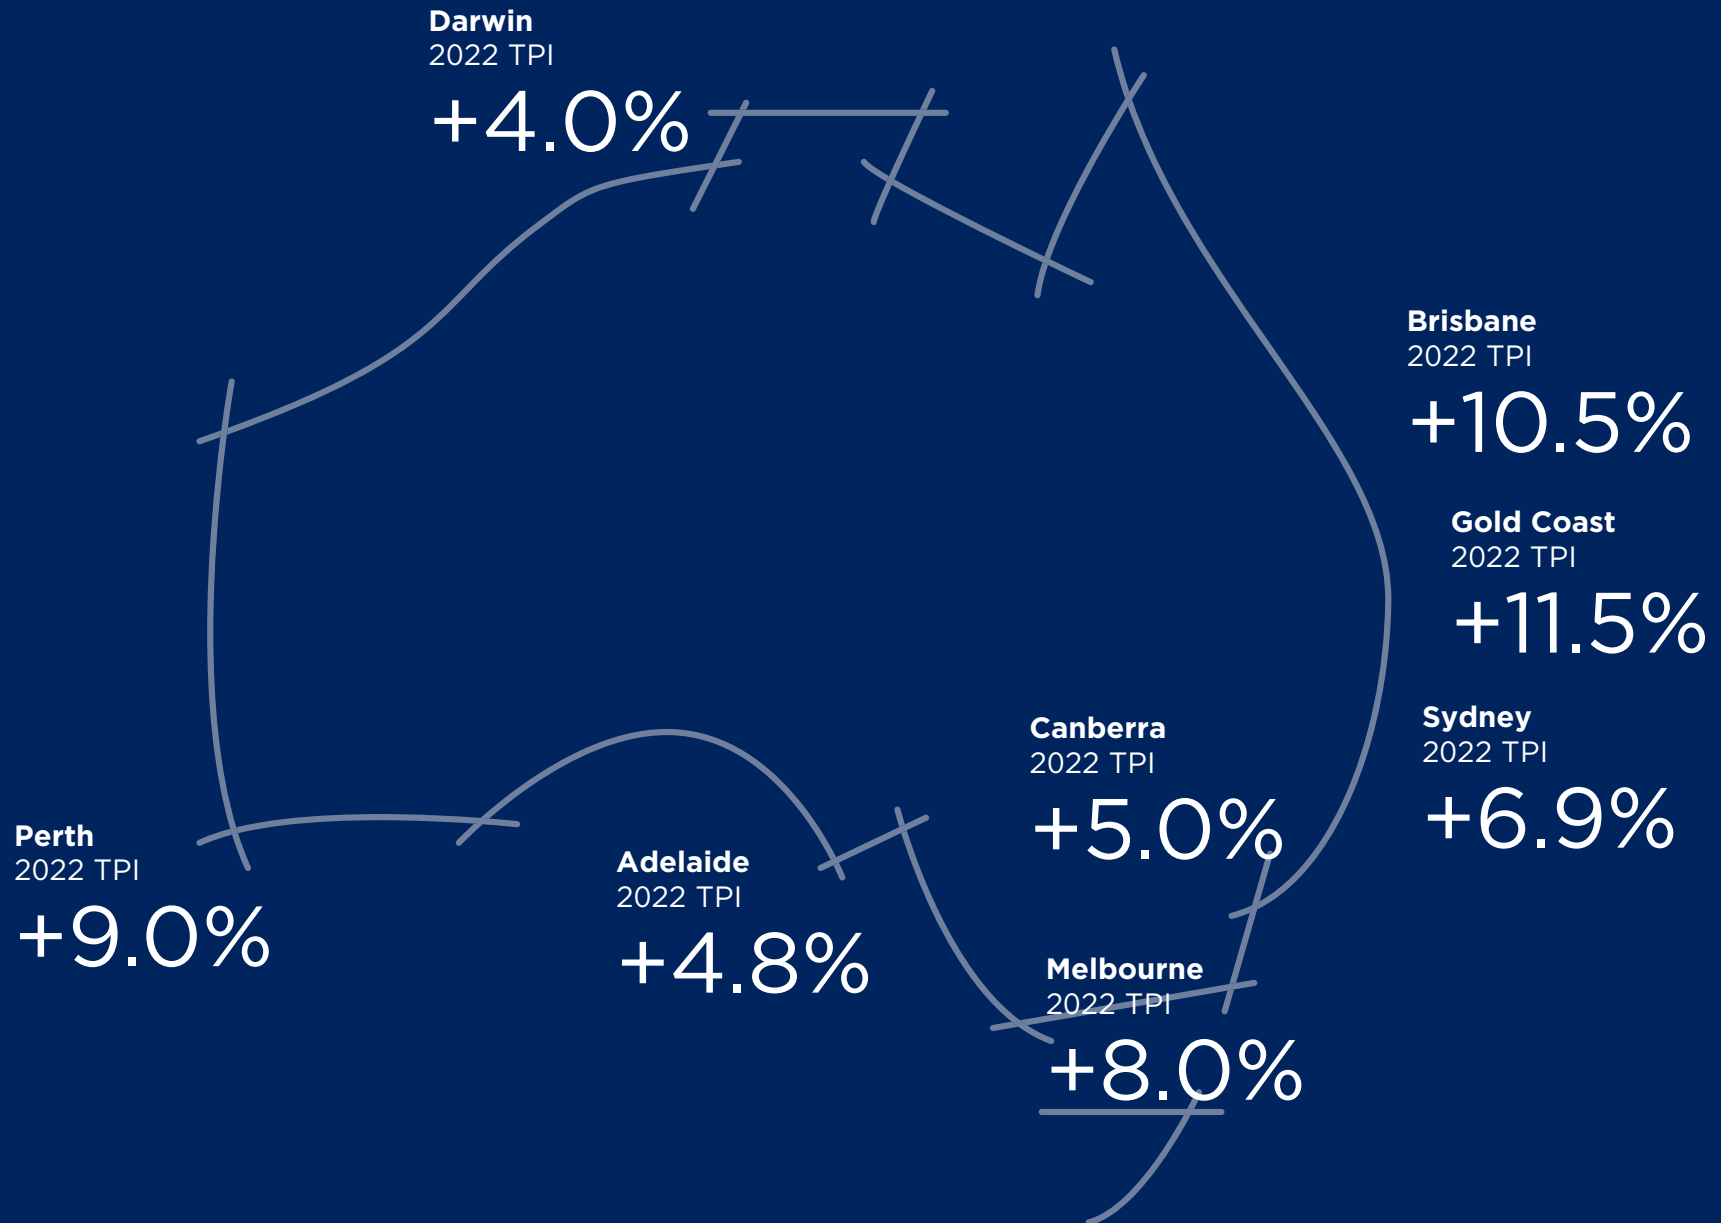 Darwin
2022 TPI
+4.0%
Brisbane
2022 TPI
+10.5%
Gold Coast
2022 TPI
+11.5%
Sydney
2022 TPI
+6.9%
Canberra
2022 TPI
+5.0%
Perth
2022 TPI
+9.0%
Adelaide
2022 TPI
+4.8%
Melbourne
2022 TPI
+8.0%